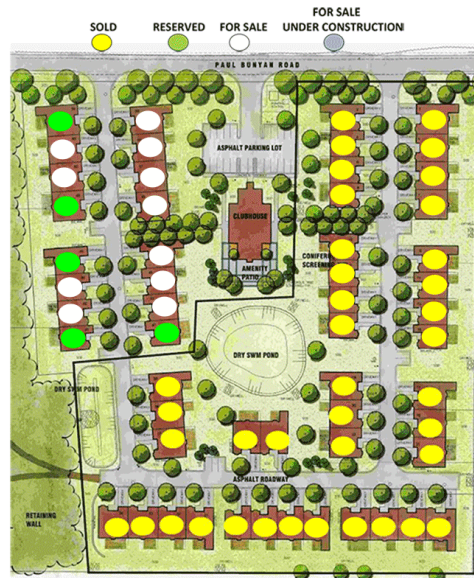 SOLD
RESERVED
FOR SALE
FOR SALE
UNDER CONSTRUCTION
PAUL BUNYAN ROAD
ASPHALT PARKING LOT
CLUBHOUSE
AMENITY
PATIO
CONIFER
SCREENING
DRY SWM POND
DRY SWM POND
ASPHALT ROADWAY
RETAINING
WALL